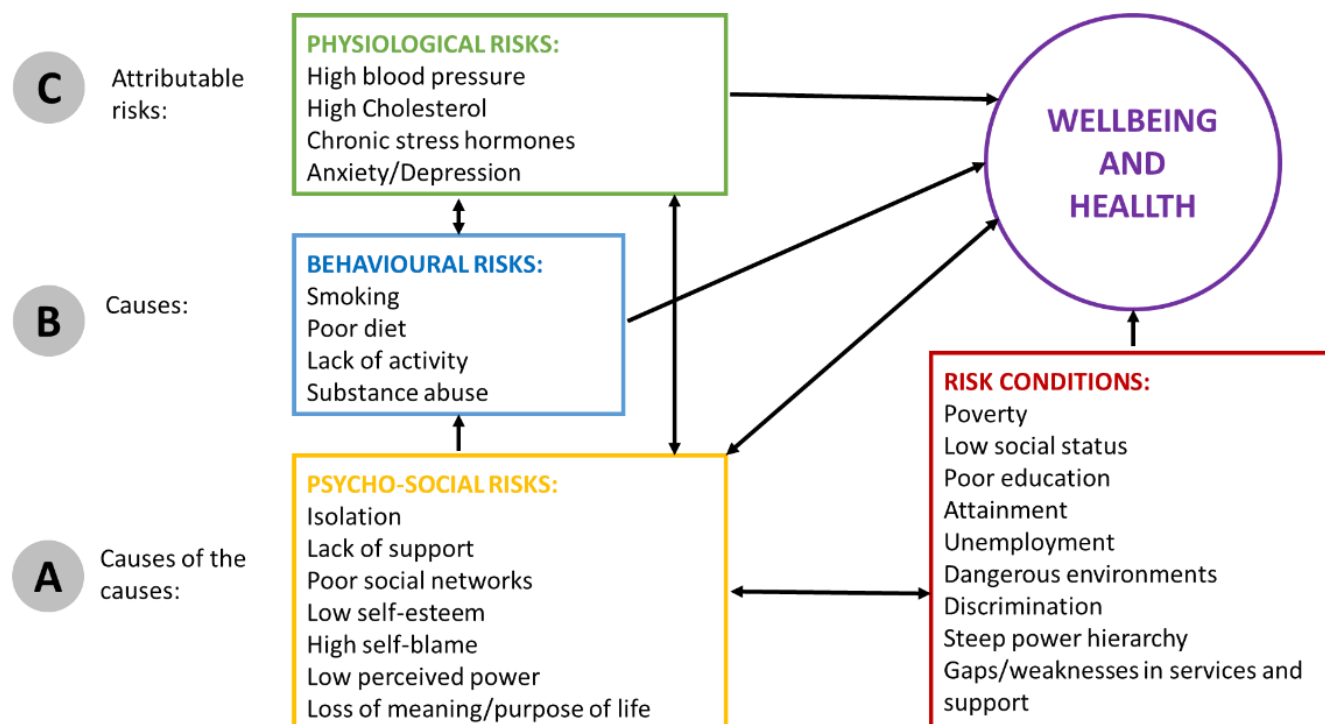 C
Attributable
risks:
PHYSIOLOGICAL RISKS:
High blood pressure
High Cholesterol
Chronic stress hormones
Anxiety/Depression
WELLBEING
AND
HEALLTH
B
Causes:
BEHAVIOURAL RISKS:
Smoking
Poor diet
Lack of activity
Substance abuse
A
Causes of the
causes:
PSYCHO-SOCIAL RISKS:
Isolation
Lack of support
Poor social networks
Low self-esteem
High self-blame
Low perceived power
Loss of meaning/purpose of life
RISK CONDITIONS:
Poverty
Low social status
Poor education
Attainment
Unemployment
Dangerous environments
Discrimination
Steep power hierarchy
Gaps/weaknesses in services and
support